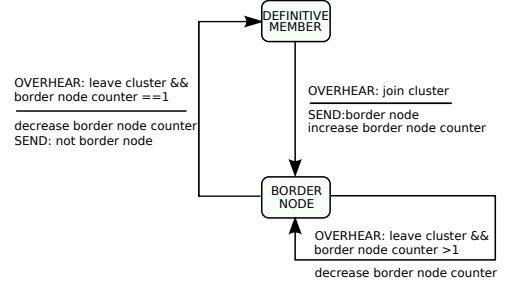 DEFINITIVE
MEMBER
OVERHEAR: leave cluster &&
border node counter ==1
decrease border node counter
SEND: not border node
OVERHEAR: join cluster
SEND:border node
increase border node counter
BORDER
NODE
OVERHEAR: leave cluster &&
border node counter >1
decrease border node counter